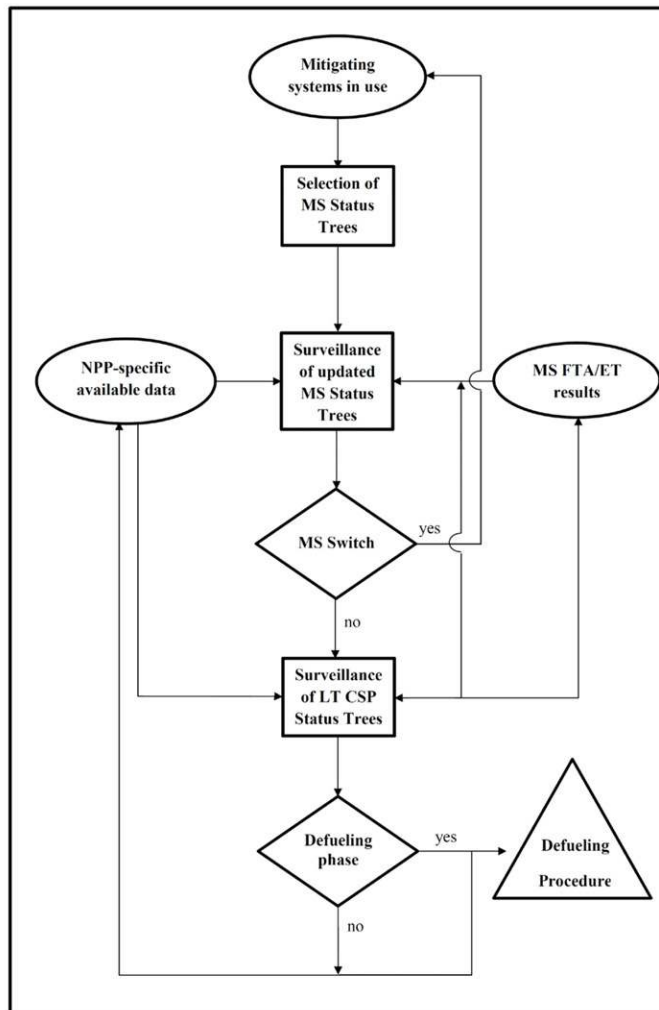 Mitigating
systems in use
Selection of
MS Status
Trees
NPP-specific
available data
Surveillance
of updated
MS Status
Trees
MS FTA/ET
results
MS Switch
yes
no
Surveillance
of LT CSP
Status Trees
Defueling
phase
yes
no
Defueling
Procedure